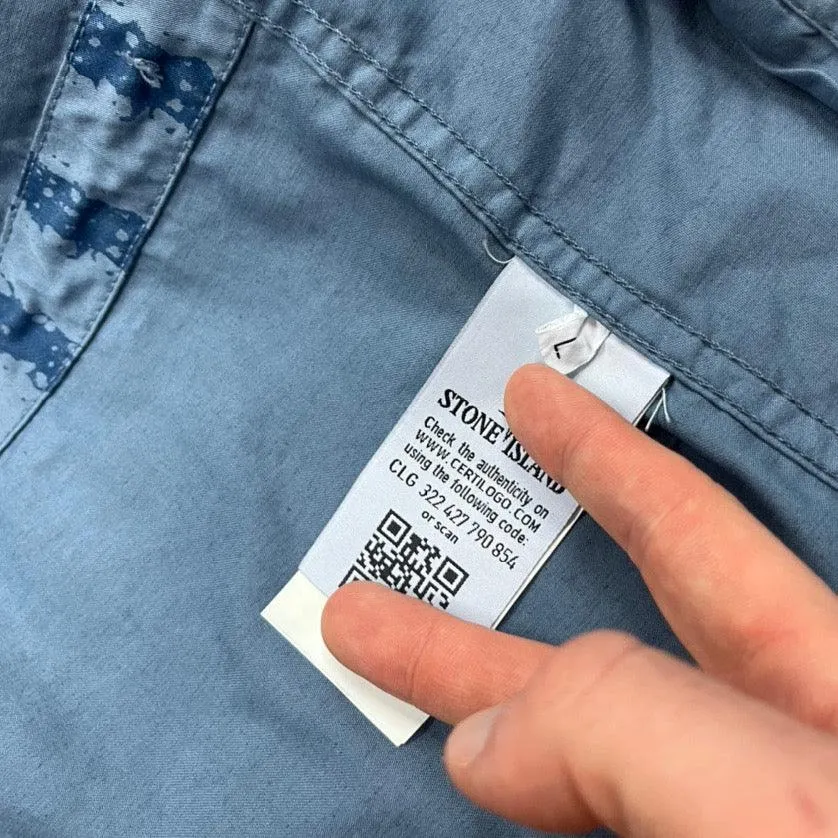 L
STONE ISLAND
Check the authenticity on
WWW.CERTILOGO.COM
using the following code:
CLG 322 427 790 854
or scan